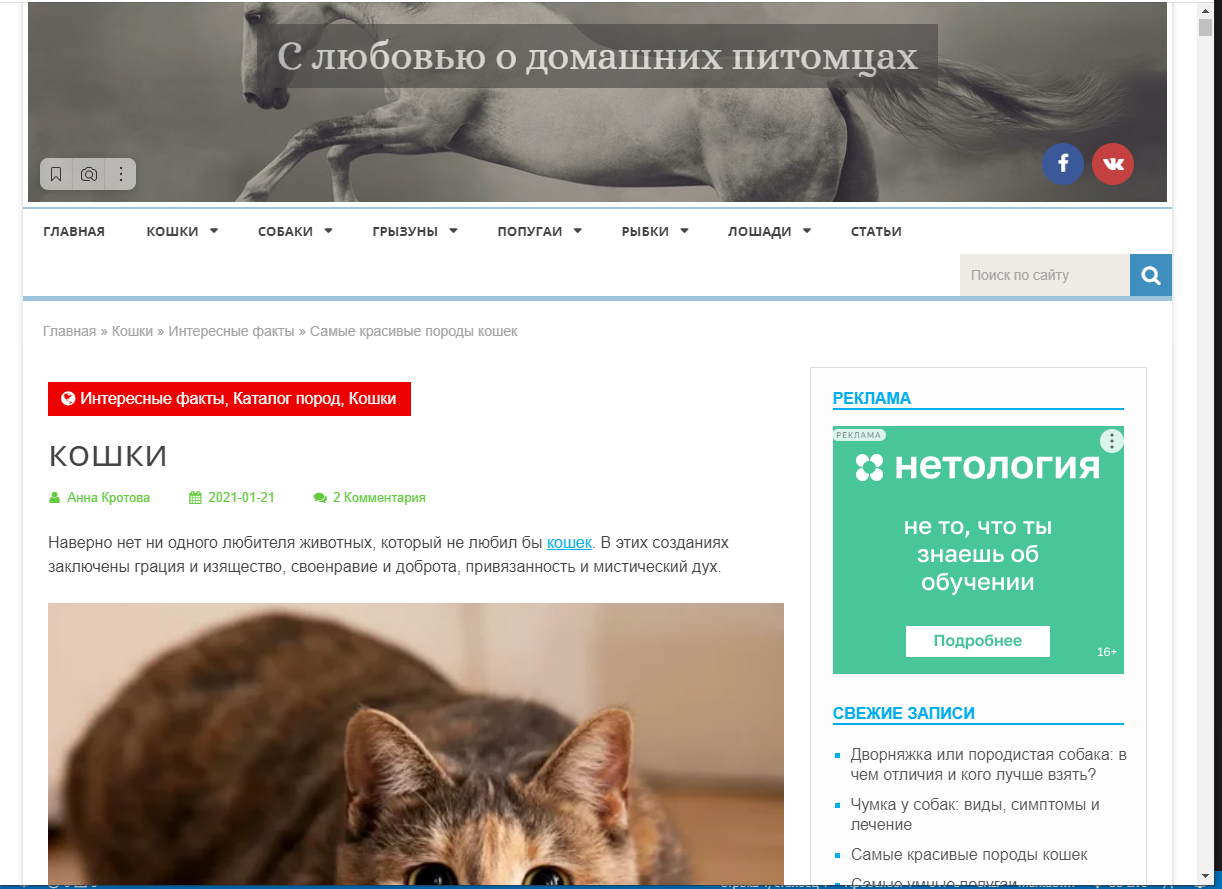 С любовью о домашних питомцах
ГЛАВНАЯ КОШКИ СОБАКИ ГРЫЗУНЫ ПОПУГАИ РЫБКИ ЛОШАДИ СТАТЬИ
Поиск по сайту
Главная » Кошки » Интересные факты » Самые красивые породы кошек
Интересные факты, Каталог пород, Кошки
КОШКИ
Анна Кротова 2021-01-21 2 Комментария
Наверно нет ни одного любителя животных, который не любил бы кошек. В этих созданиях
заключены грация и изящество, своенравие и доброта, привязанность и мистический дух.
РЕКЛАМА
РЕКЛАМА
нетология
не то, что ты
знаешь об
обучении
Подробнее
16+
СВЕЖИЕ ЗАПИСИ
Дворняжка или породистая собака: в
чем отличия и кого лучше взять?
Чумка у собак: виды, симптомы и
лечение
Самые красивые породы кошек
Самые умные попугаи